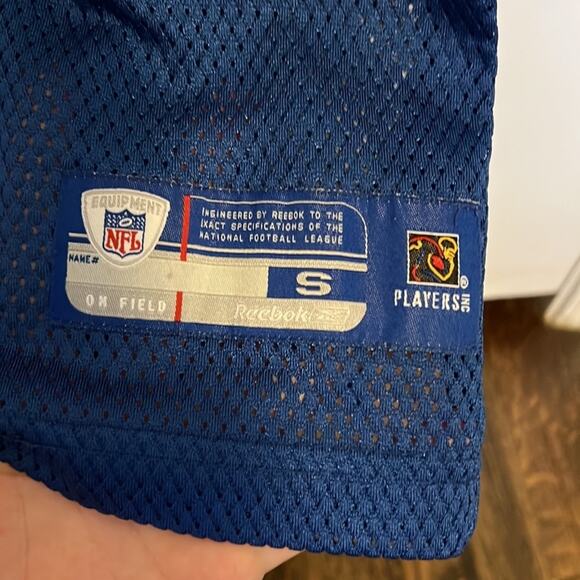 EQUIPMENT
NFL
ENGINEERED BY REEBOK TO THE
EXACT SPECIFICATIONS OF THE
NATIONAL FOOTBALL LEAGUE
NAME#
S
ON FIELD
Reebok
PLAYERS INC ®